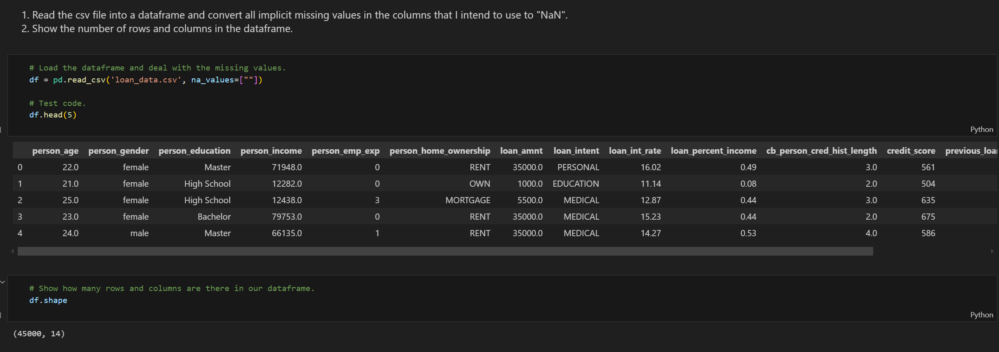 1. Read the csv file into a dataframe and convert all implicit missing values in the columns that I intend to use to "NaN".
2. Show the number of rows and columns in the dataframe.
# Load the dataframe and deal with the missing values.
df = pd.read_csv('loan_data.csv', na_values=[""])
# Test code.
df.head(5)
Python
person_age person_gender person_education person_income person_emp_exp person_home_ownership loan_amnt loan_intent loan_int_rate loan_percent_income cb_person_cred_hist_length credit_score previous_loa
0 22.0 female Master 71948.0 0 RENT 35000.0 PERSONAL 16.02 0.49 3.0 561
1 21.0 female High School 12282.0 0 OWN 1000.0 EDUCATION 11.14 0.08 2.0 504
2 25.0 female High School 12438.0 3 MORTGAGE 5500.0 MEDICAL 12.87 0.44 3.0 635
3 23.0 female Bachelor 79753.0 0 RENT 35000.0 MEDICAL 15.23 0.44 2.0 675
4 24.0 male Master 66135.0 1 RENT 35000.0 MEDICAL 14.27 0.53 4.0 586
# Show how many rows and columns are there in our dataframe.
df.shape
Python
(45000, 14)